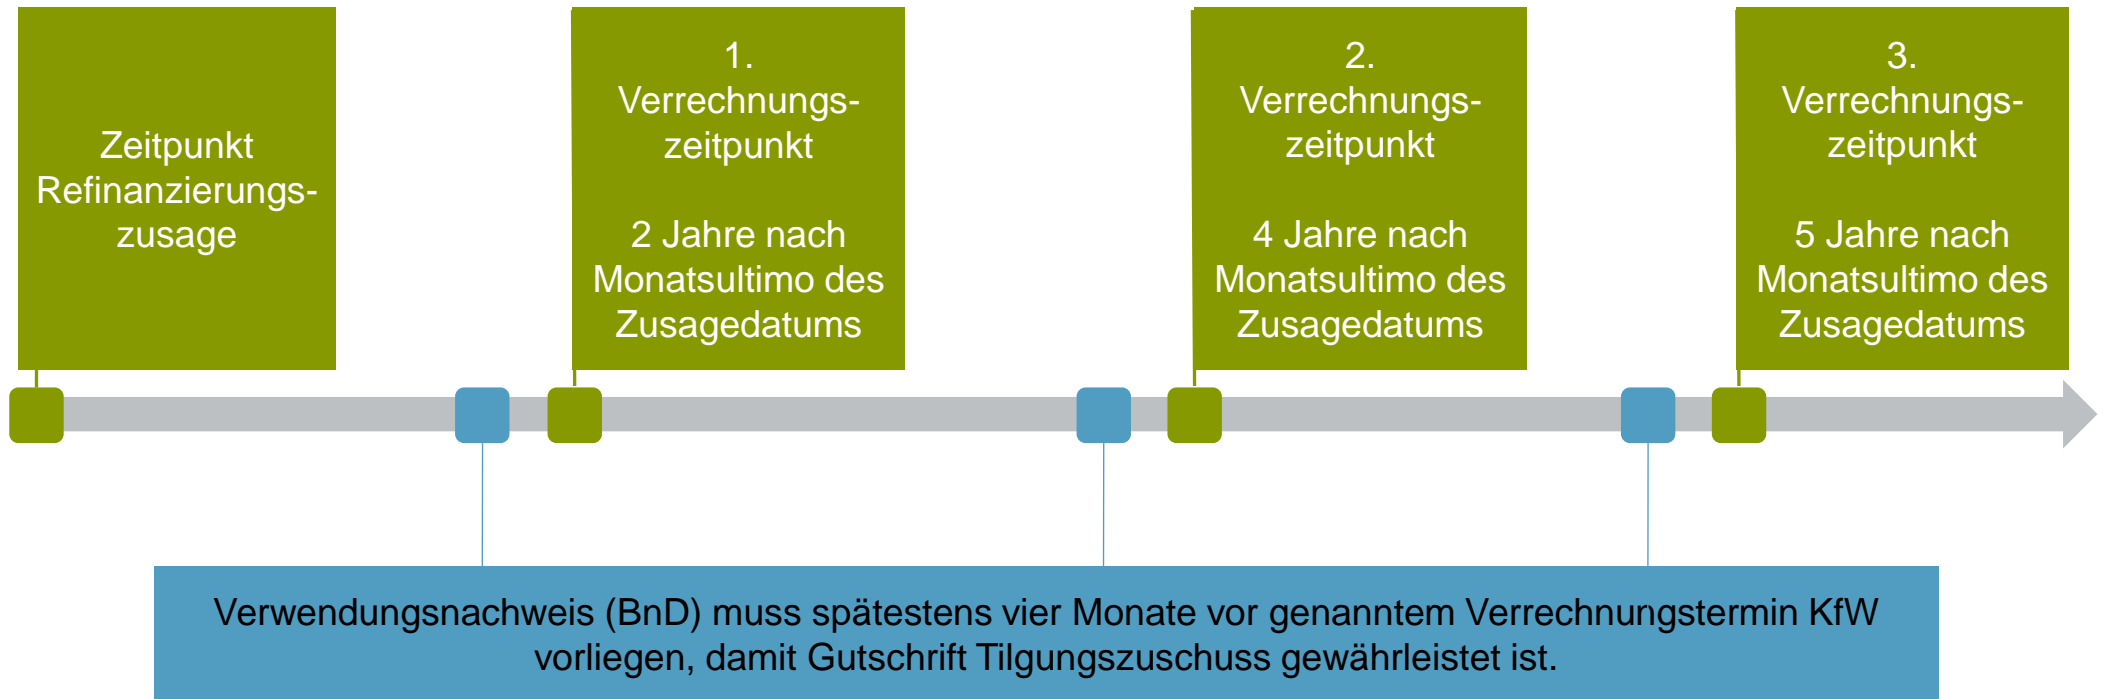 Zeitpunkt
Refinanzierungs-
zusage
1.
Verrechnungs-
zeitpunkt
2 Jahre nach
Monatsultimo des
Zusagedatums
2.
Verrechnungs-
zeitpunkt
4 Jahre nach
Monatsultimo des
Zusagedatums
3.
Verrechnungs-
zeitpunkt
5 Jahre nach
Monatsultimo des
Zusagedatums
Verwendungsnachweis (BnD) muss spätestens vier Monate vor genanntem Verrechnungstermin KfW
vorliegen, damit Gutschrift Tilgungszuschuss gewährleistet ist.